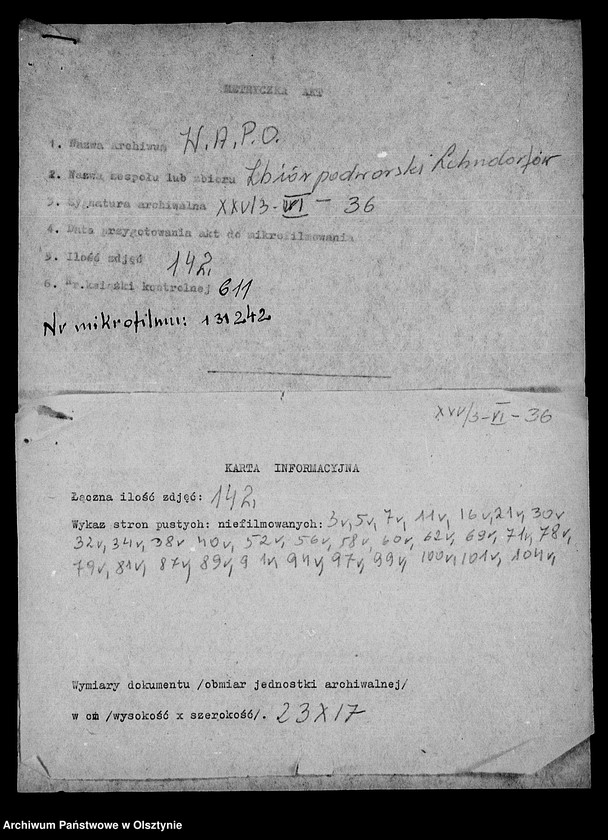 METRYCZKA AKT
1. Nazwa archiwum W.A.P.O.
2. Nazwa zespołu lub zbioru Zbiór podworski Lehndorfów
3. Sygnatura archiwalna XXV/3-VI - 36
4. Data przygotowania akt do mikrofilmowania
5. Ilość zdjęć 142,
6. Nr. książki kontrolnej 611
Nr mikrofilmu: 131242
XXV/3-VI-36
KARTA INFORMACYJNA
Łączna ilość zdjęć: 142,
Wykaz stron pustych: niefilmowanych: 3v, 5v, 7v, 11v, 16v, 21v, 30v
32v, 34v, 38v 40v, 52v, 56v, 58v, 60v, 62v, 69v, 71v, 78v,
79v, 81v, 87v, 89v, 91v, 94v, 97v, 99v, 100v, 101v, 104v,
Wymiary dokumentu /obmiar jednostki archiwalnej/
w cm /wysokość x szerokość/. 23X17
Archiwum Państwowe w Olsztynie